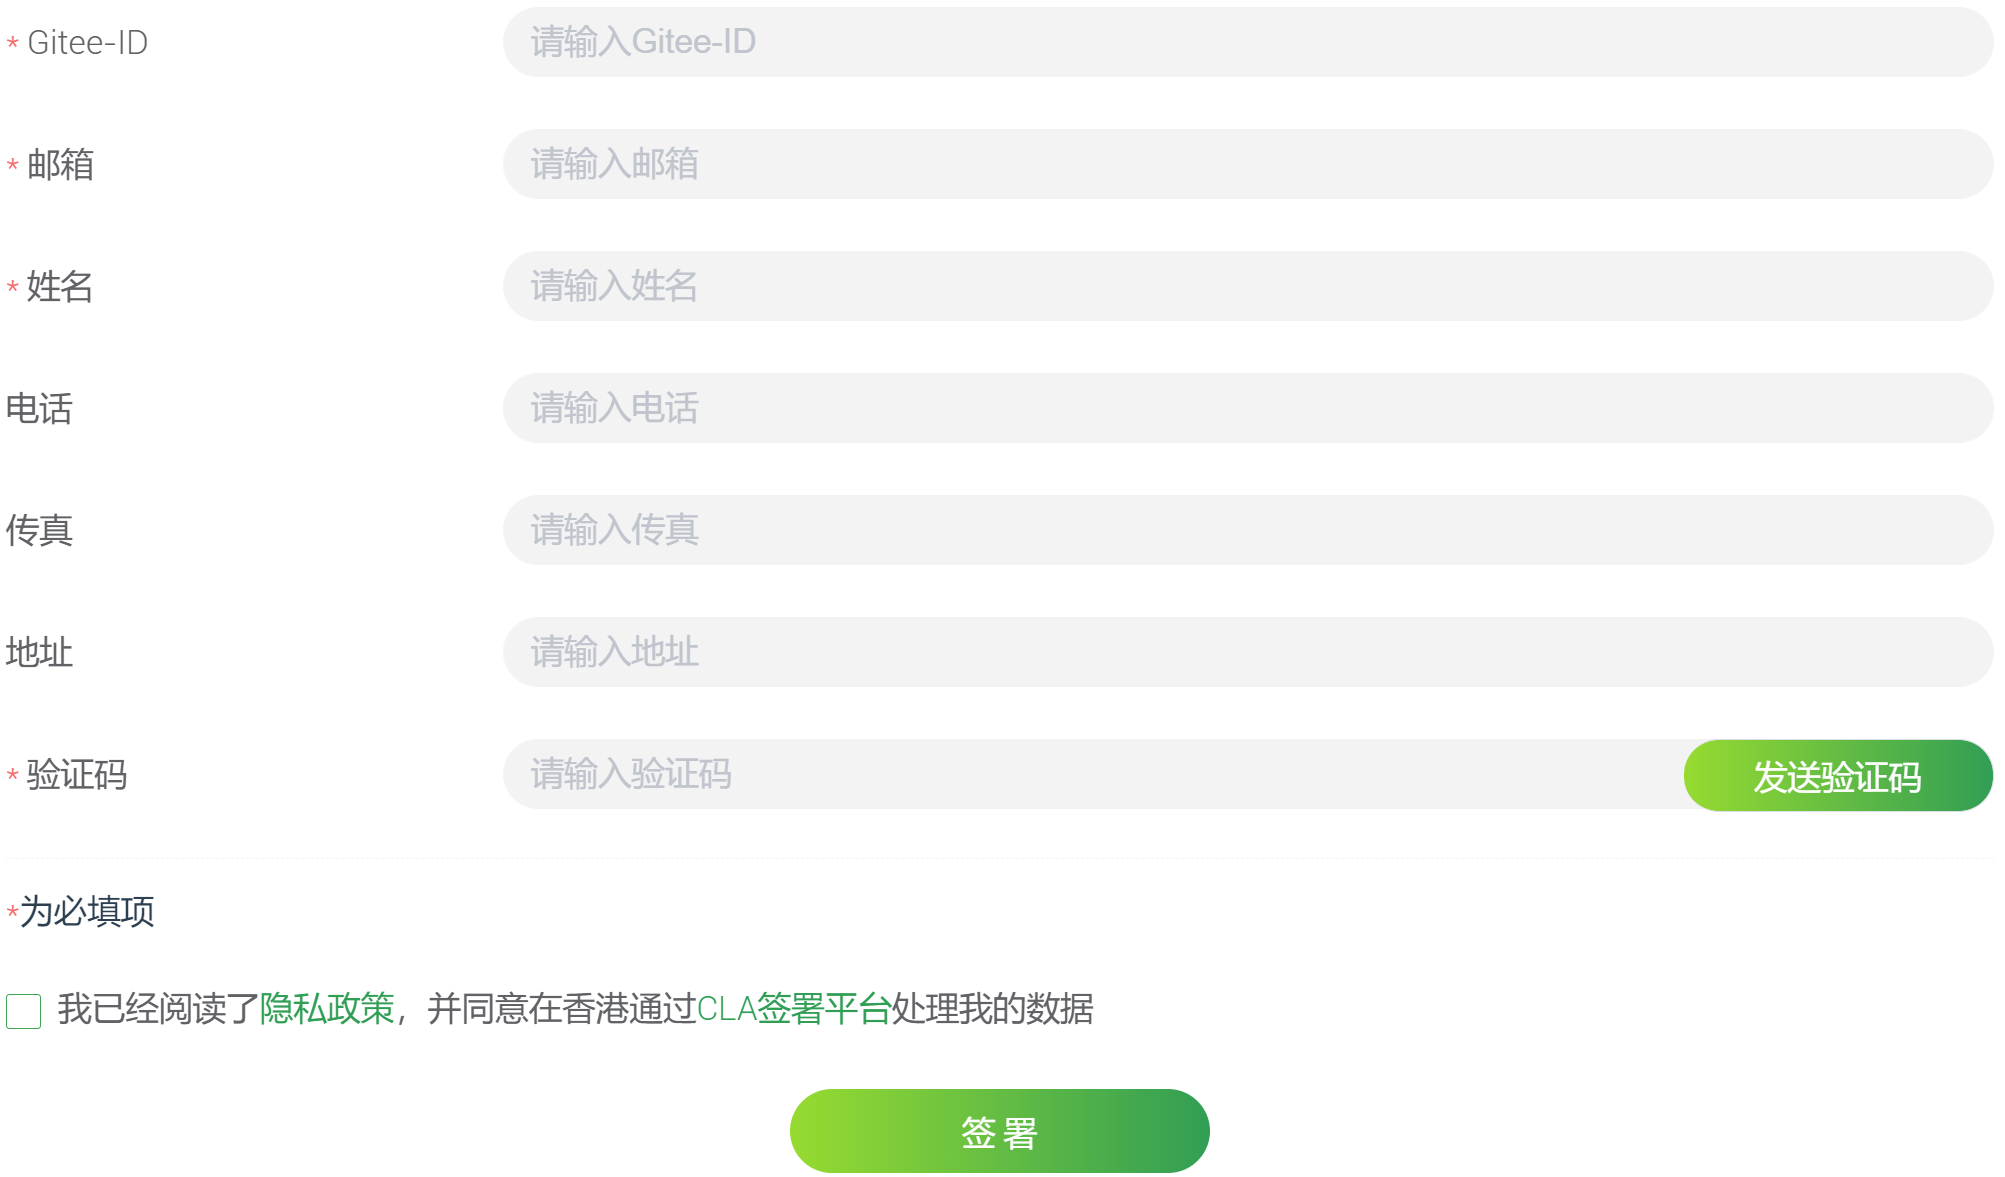 * Gitee-ID 请输入Gitee-ID
* 邮箱 请输入邮箱
* 姓名 请输入姓名
电话 请输入电话
传真 请输入传真
地址 请输入地址
* 验证码 请输入验证码 发送验证码
*为必填项
我已经阅读了隐私政策，并同意在香港通过CLA签署平台处理我的数据
签署